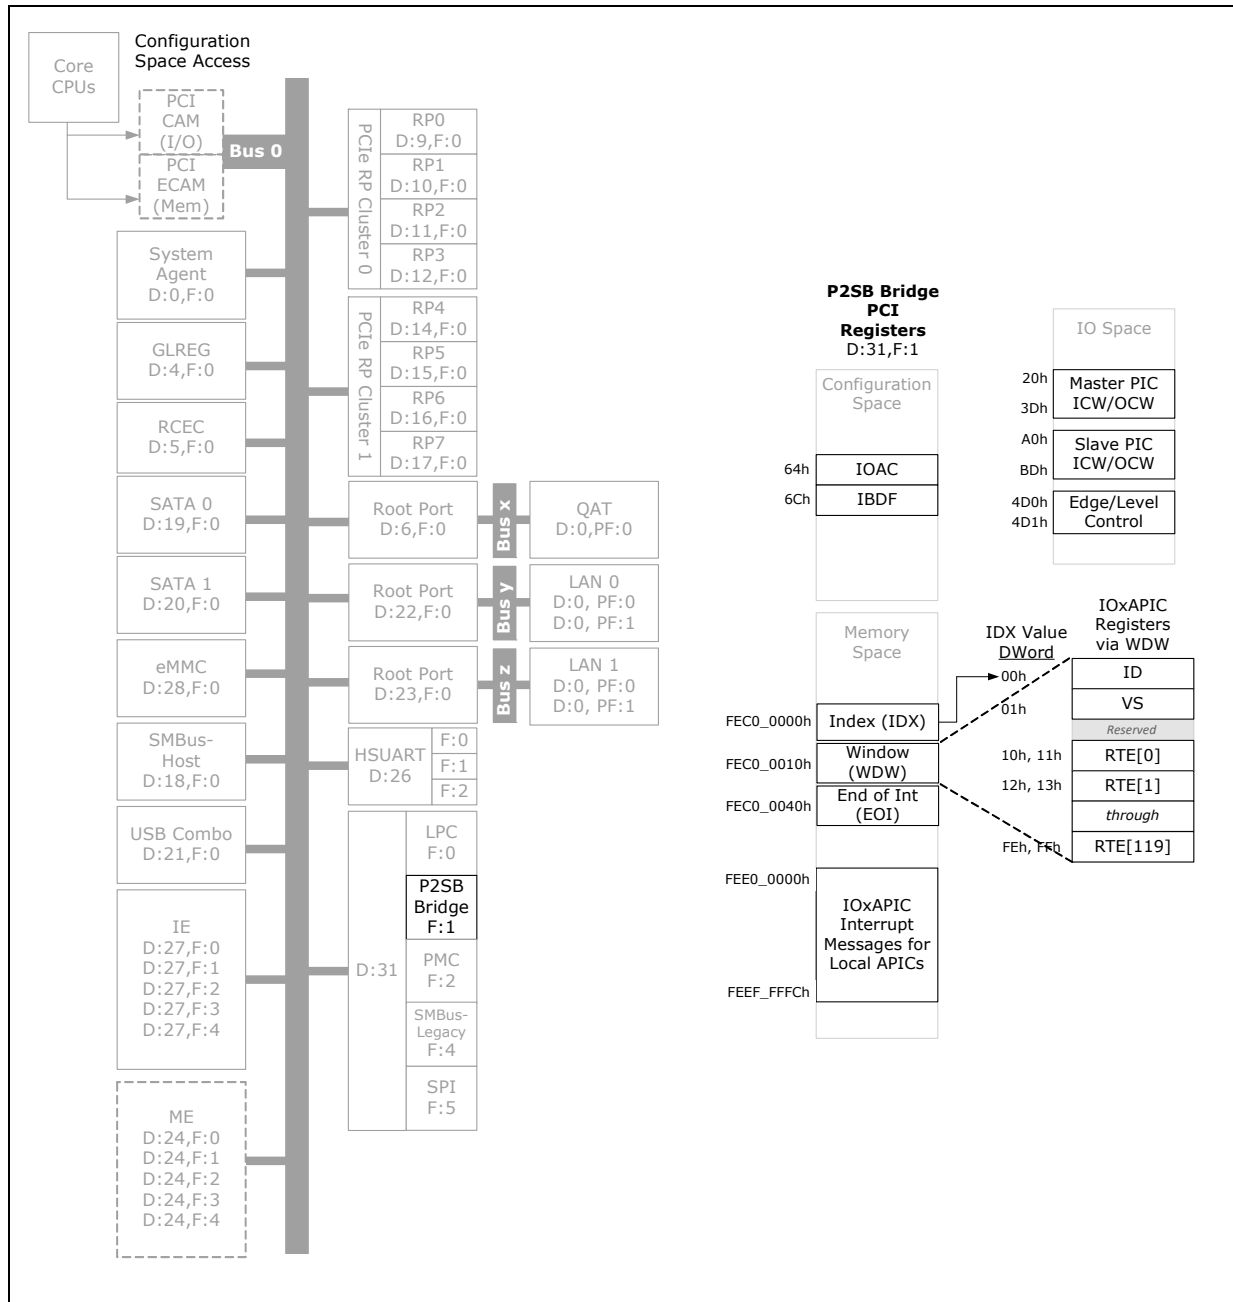 Configuration
Space Access
Core
CPUs
PCI
CAM
(I/O)
PCI
ECAM
(Mem)
Bus 0
System
Agent
D:0,F:0
GLREG
D:4,F:0
RCEC
D:5,F:0
SATA 0
D:19,F:0
SATA 1
D:20,F:0
eMMC
D:28,F:0
SMBus-
Host
D:18,F:0
USB Combo
D:21,F:0
IE
D:27,F:0
D:27,F:1
D:27,F:2
D:27,F:3
D:27,F:4
ME
D:24,F:0
D:24,F:1
D:24,F:2
D:24,F:3
D:24,F:4
PCIe RP Cluster 0
RP0
D:9,F:0
RP1
D:10,F:0
RP2
D:11,F:0
RP3
D:12,F:0
PCIe RP Cluster 1
RP4
D:14,F:0
RP5
D:15,F:0
RP6
D:16,F:0
RP7
D:17,F:0
Root Port
D:6,F:0
Bus x
QAT
D:0,PF:0
Root Port
D:22,F:0
Bus y
LAN 0
D:0, PF:0
D:0, PF:1
Root Port
D:23,F:0
Bus z
LAN 1
D:0, PF:0
D:0, PF:1
HSUART
D:26
F:0
F:1
F:2
D:31
LPC
F:0
P2SB
Bridge
F:1
PMC
F:2
SMBus-
Legacy
F:4
SPI
F:5
P2SB Bridge
PCI
Registers
D:31,F:1
Configuration
Space
64h
IOAC
6Ch
IBDF
Memory
Space
FEC0_0000h
Index (IDX)
FEC0_0010h
Window
(WDW)
FEC0_0040h
End of Int
(EOI)
FEE0_0000h
IOxAPIC
Interrupt
Messages for
Local APICs
FEEF_FFFCh
IO Space
20h
Master PIC
ICW/OCW
3Dh
A0h
Slave PIC
ICW/OCW
BDh
4D0h
Edge/Level
Control
4D1h
IDX Value
DWord
IOxAPIC
Registers
via WDW
00h
ID
01h
VS
Reserved
10h, 11h
RTE[0]
12h, 13h
RTE[1]
through
FEh, FFh
RTE[119]